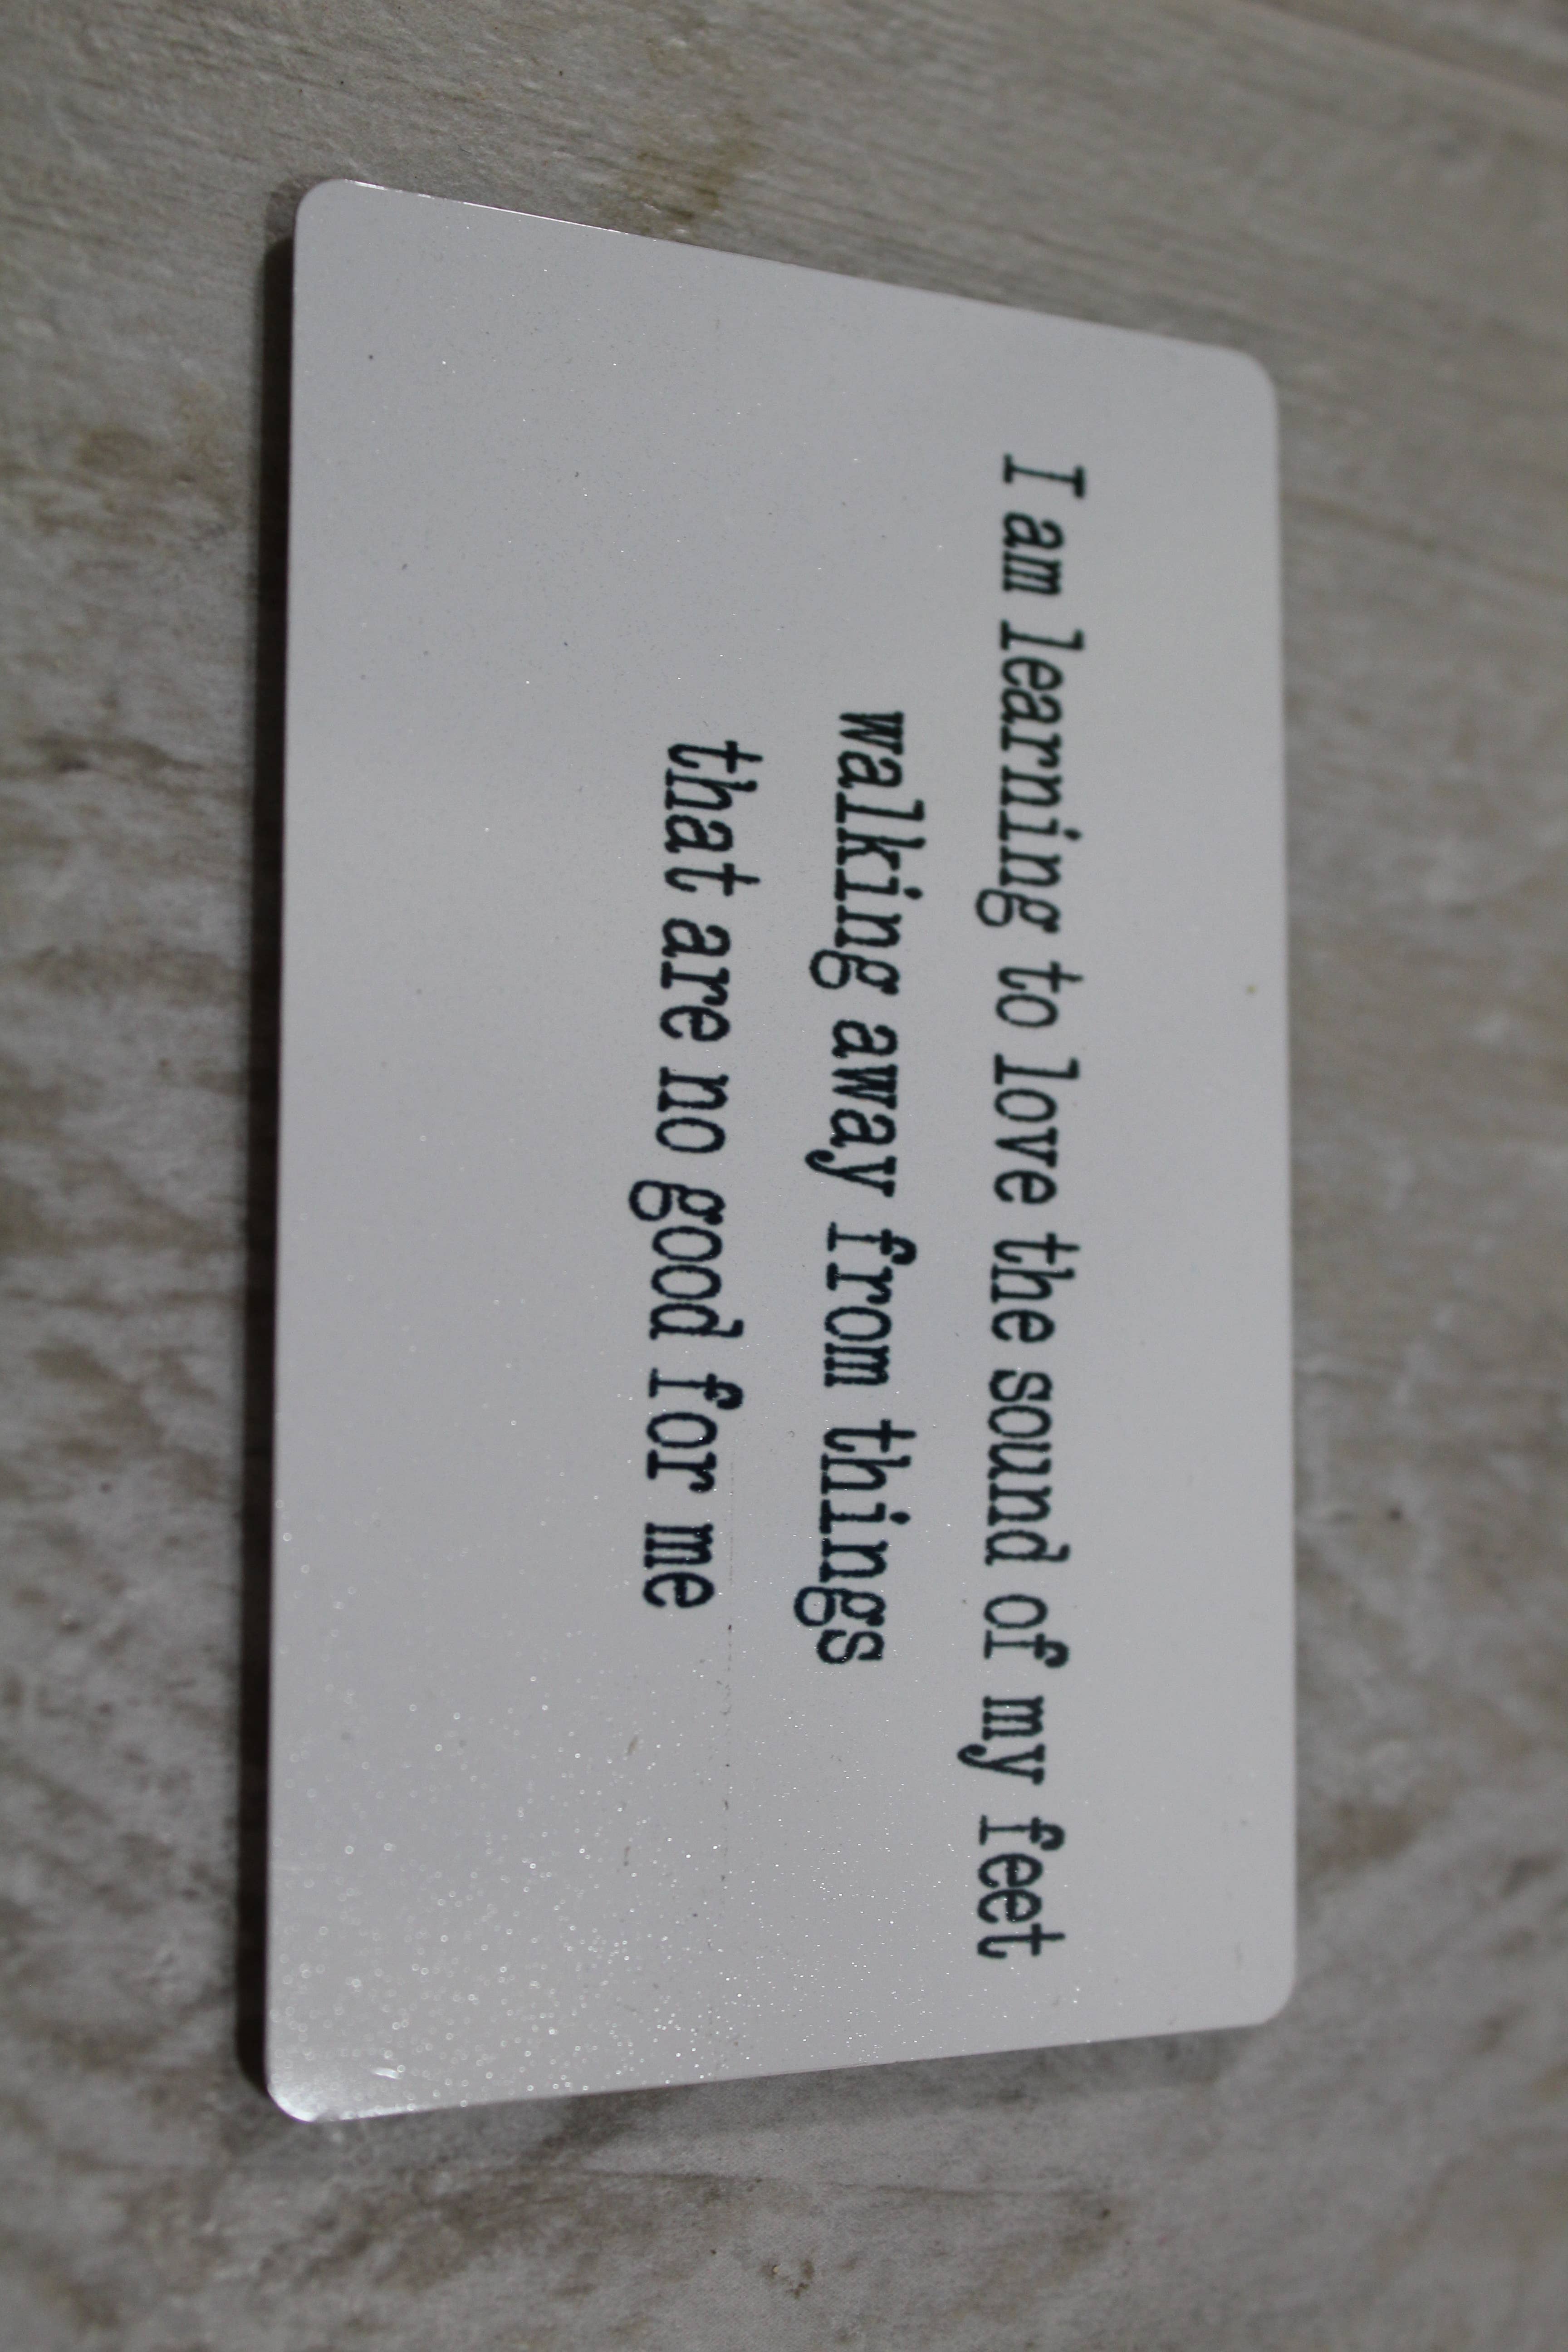 I am learning to love the sound of my feet
walking away from things
that are no good for me